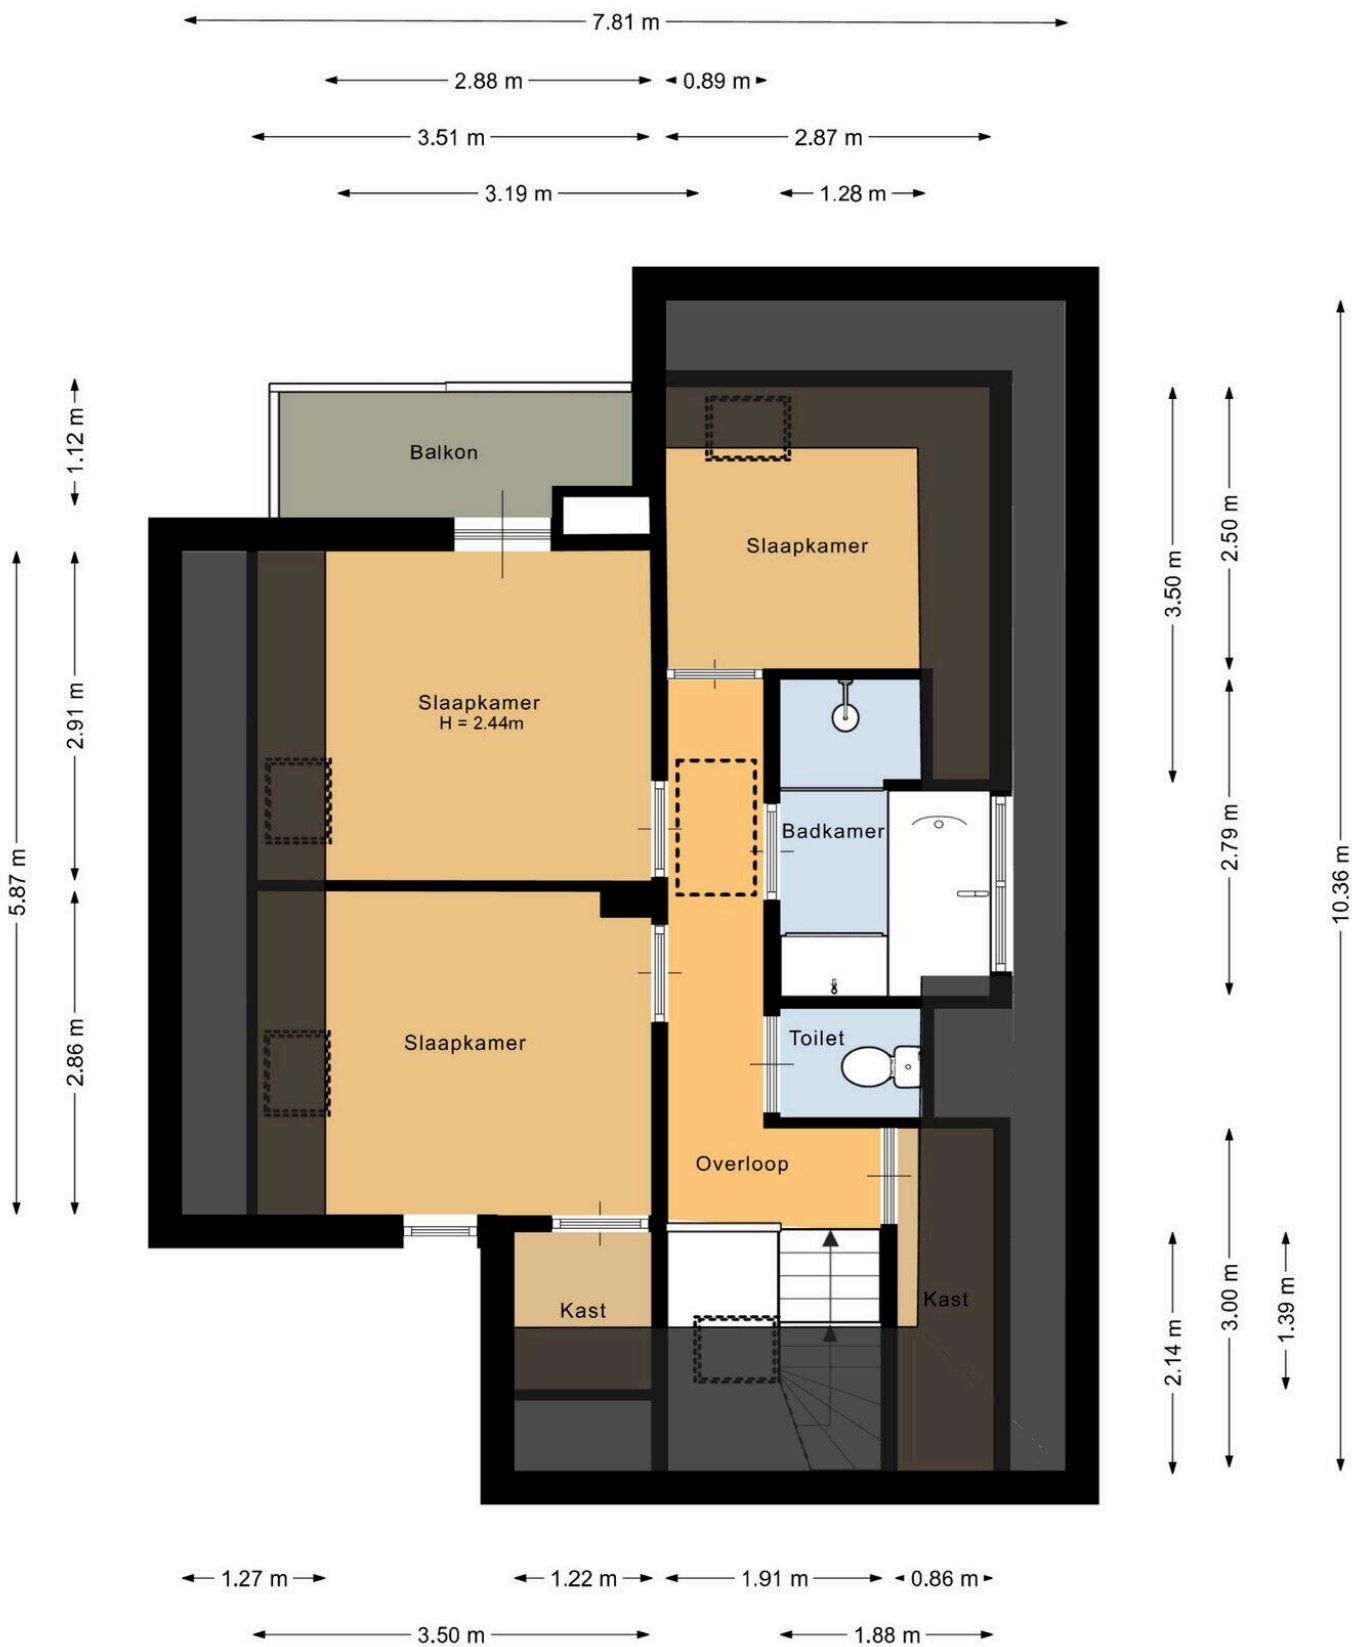 7.81 m
2.88 m
0.89 m
3.51 m
2.87 m
3.19 m
1.28 m
1.12 m
Balkon
Slaapkamer
2.50 m
3.50 m
Slaapkamer
H = 2.44m
2.91 m
Badkamer
2.79 m
5.87 m
10.36 m
Slaapkamer
Toilet
2.86 m
Overloop
Kast
Kast
3.00 m
1.39 m
2.14 m
1.27 m
1.22 m
1.91 m
0.86 m
3.50 m
1.88 m